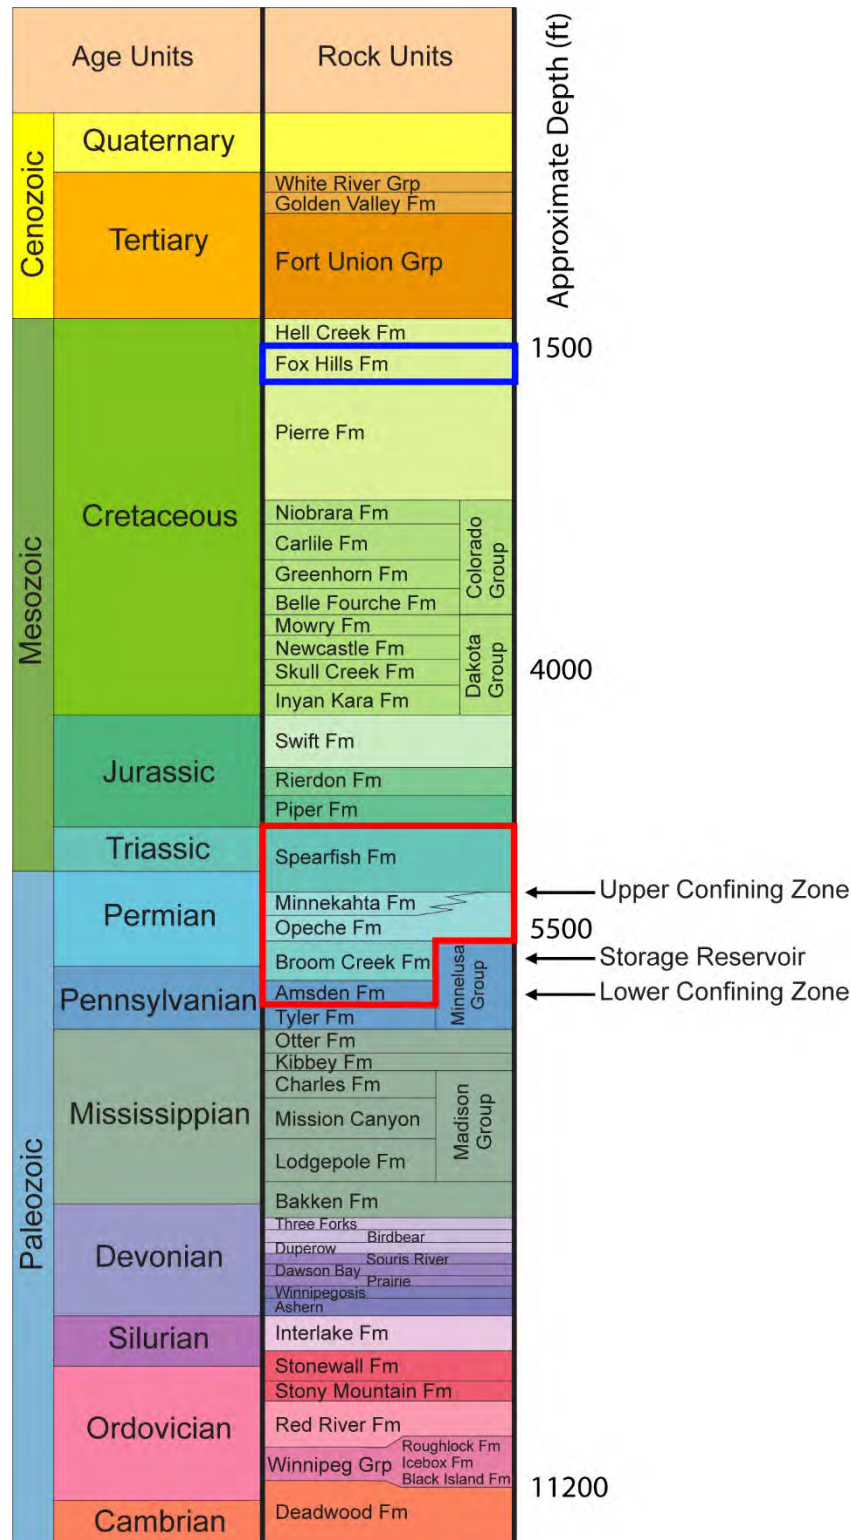 Age Units
Rock Units
Approximate Depth (ft)
Cenozoic
Quaternary
Tertiary
White River Grp
Golden Valley Fm
Fort Union Grp
Mesozoic
Cretaceous
Hell Creek Fm
1500
Fox Hills Fm
Pierre Fm
Niobrara Fm
Carlile Fm
Greenhorn Fm
Belle Fourche Fm
Colorado
Group
Mowry Fm
Newcastle Fm
Skull Creek Fm
Inyan Kara Fm
Dakota
Group
4000
Jurassic
Swift Fm
Rierdon Fm
Piper Fm
Triassic
Spearfish Fm
Upper Confining Zone
Paleozoic
Permian
Minnekahta Fm
Opeche Fm
5500
Broom Creek Fm
Storage Reservoir
Pennsylvanian
Amsden Fm
Lower Confining Zone
Tyler Fm
Minnelusa
Group
Mississippian
Otter Fm
Kibbey Fm
Charles Fm
Mission Canyon
Lodgepole Fm
Madison
Group
Bakken Fm
Devonian
Three Forks
Birdbear
Duperow
Souris River
Dawson Bay
Prairie
Winnipegosis
Ashern
Silurian
Interlake Fm
Stonewall Fm
Ordovician
Stony Mountain Fm
Red River Fm
Winnipeg Grp
Roughlock Fm
Icebox Fm
Black Island Fm
11200
Cambrian
Deadwood Fm